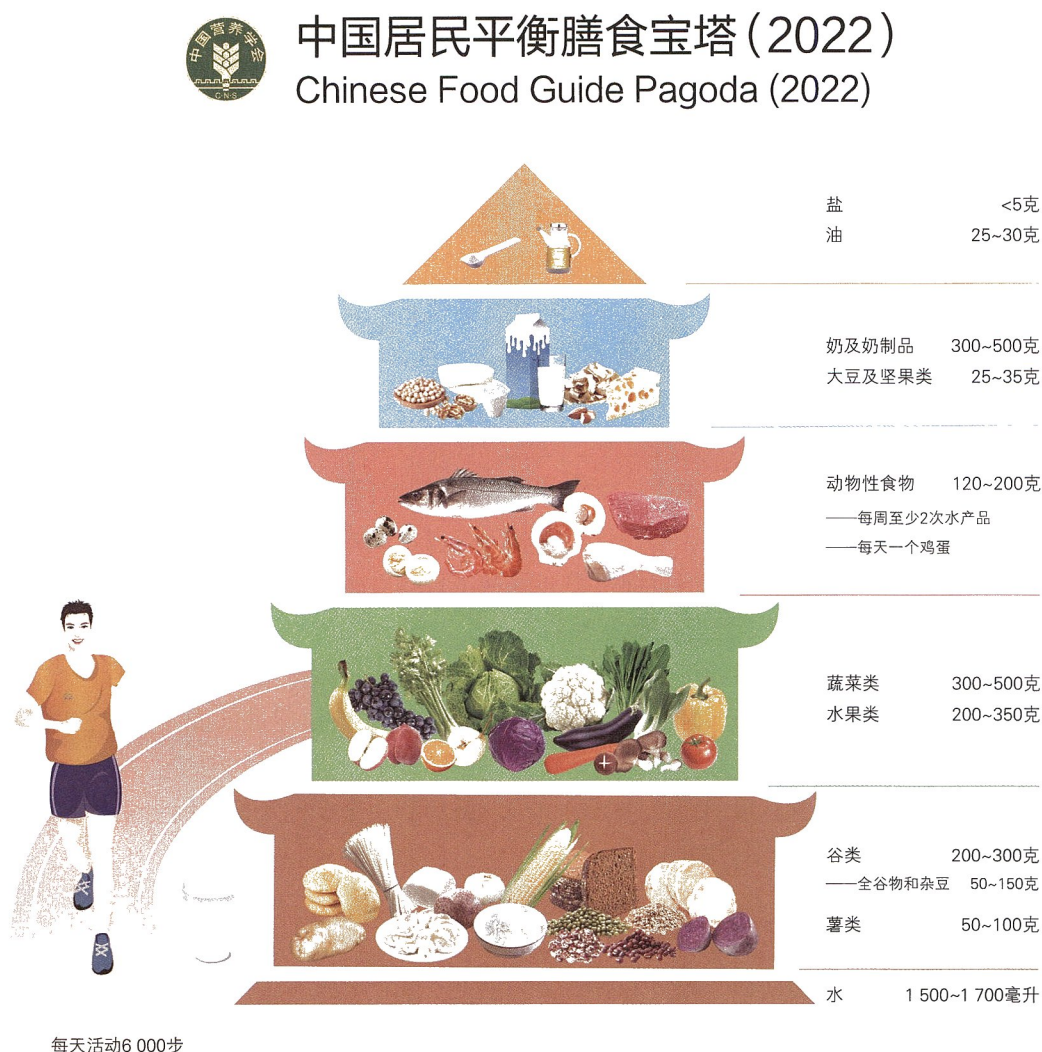 中国营养学会
C·N·S
中国居民平衡膳食宝塔(2022)
Chinese Food Guide Pagoda (2022)
盐 <5克
油 25~30克
奶及奶制品 300~500克
大豆及坚果类 25~35克
动物性食物 120~200克
——每周至少2次水产品
——每天一个鸡蛋
蔬菜类 300~500克
水果类 200~350克
谷类 200~300克
——全谷物和杂豆 50~150克
薯类 50~100克
水 1 500~1 700毫升
每天活动6 000步